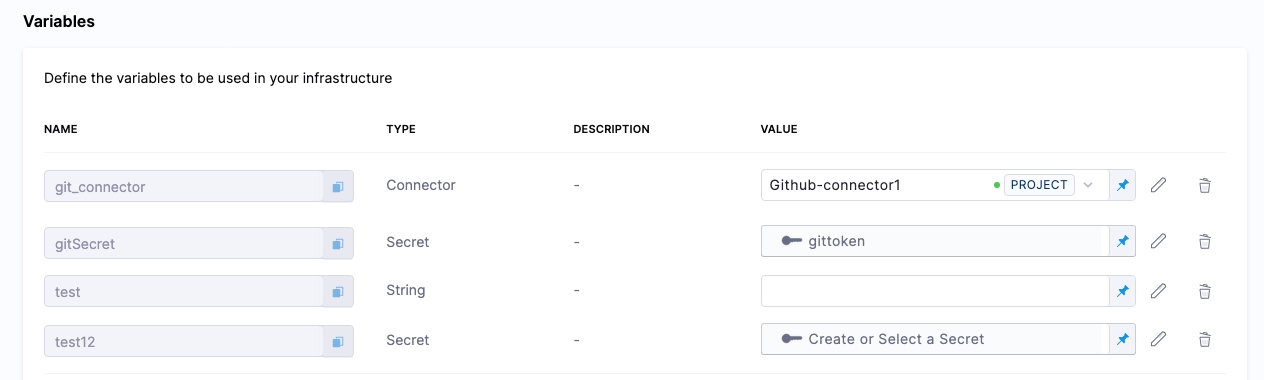 Variables
Define the variables to be used in your infrastructure
NAME TYPE DESCRIPTION VALUE
git_connector Connector - Github-connector1 PROJECT
gitSecret Secret - gittoken
test String -
test12 Secret - Create or Select a Secret